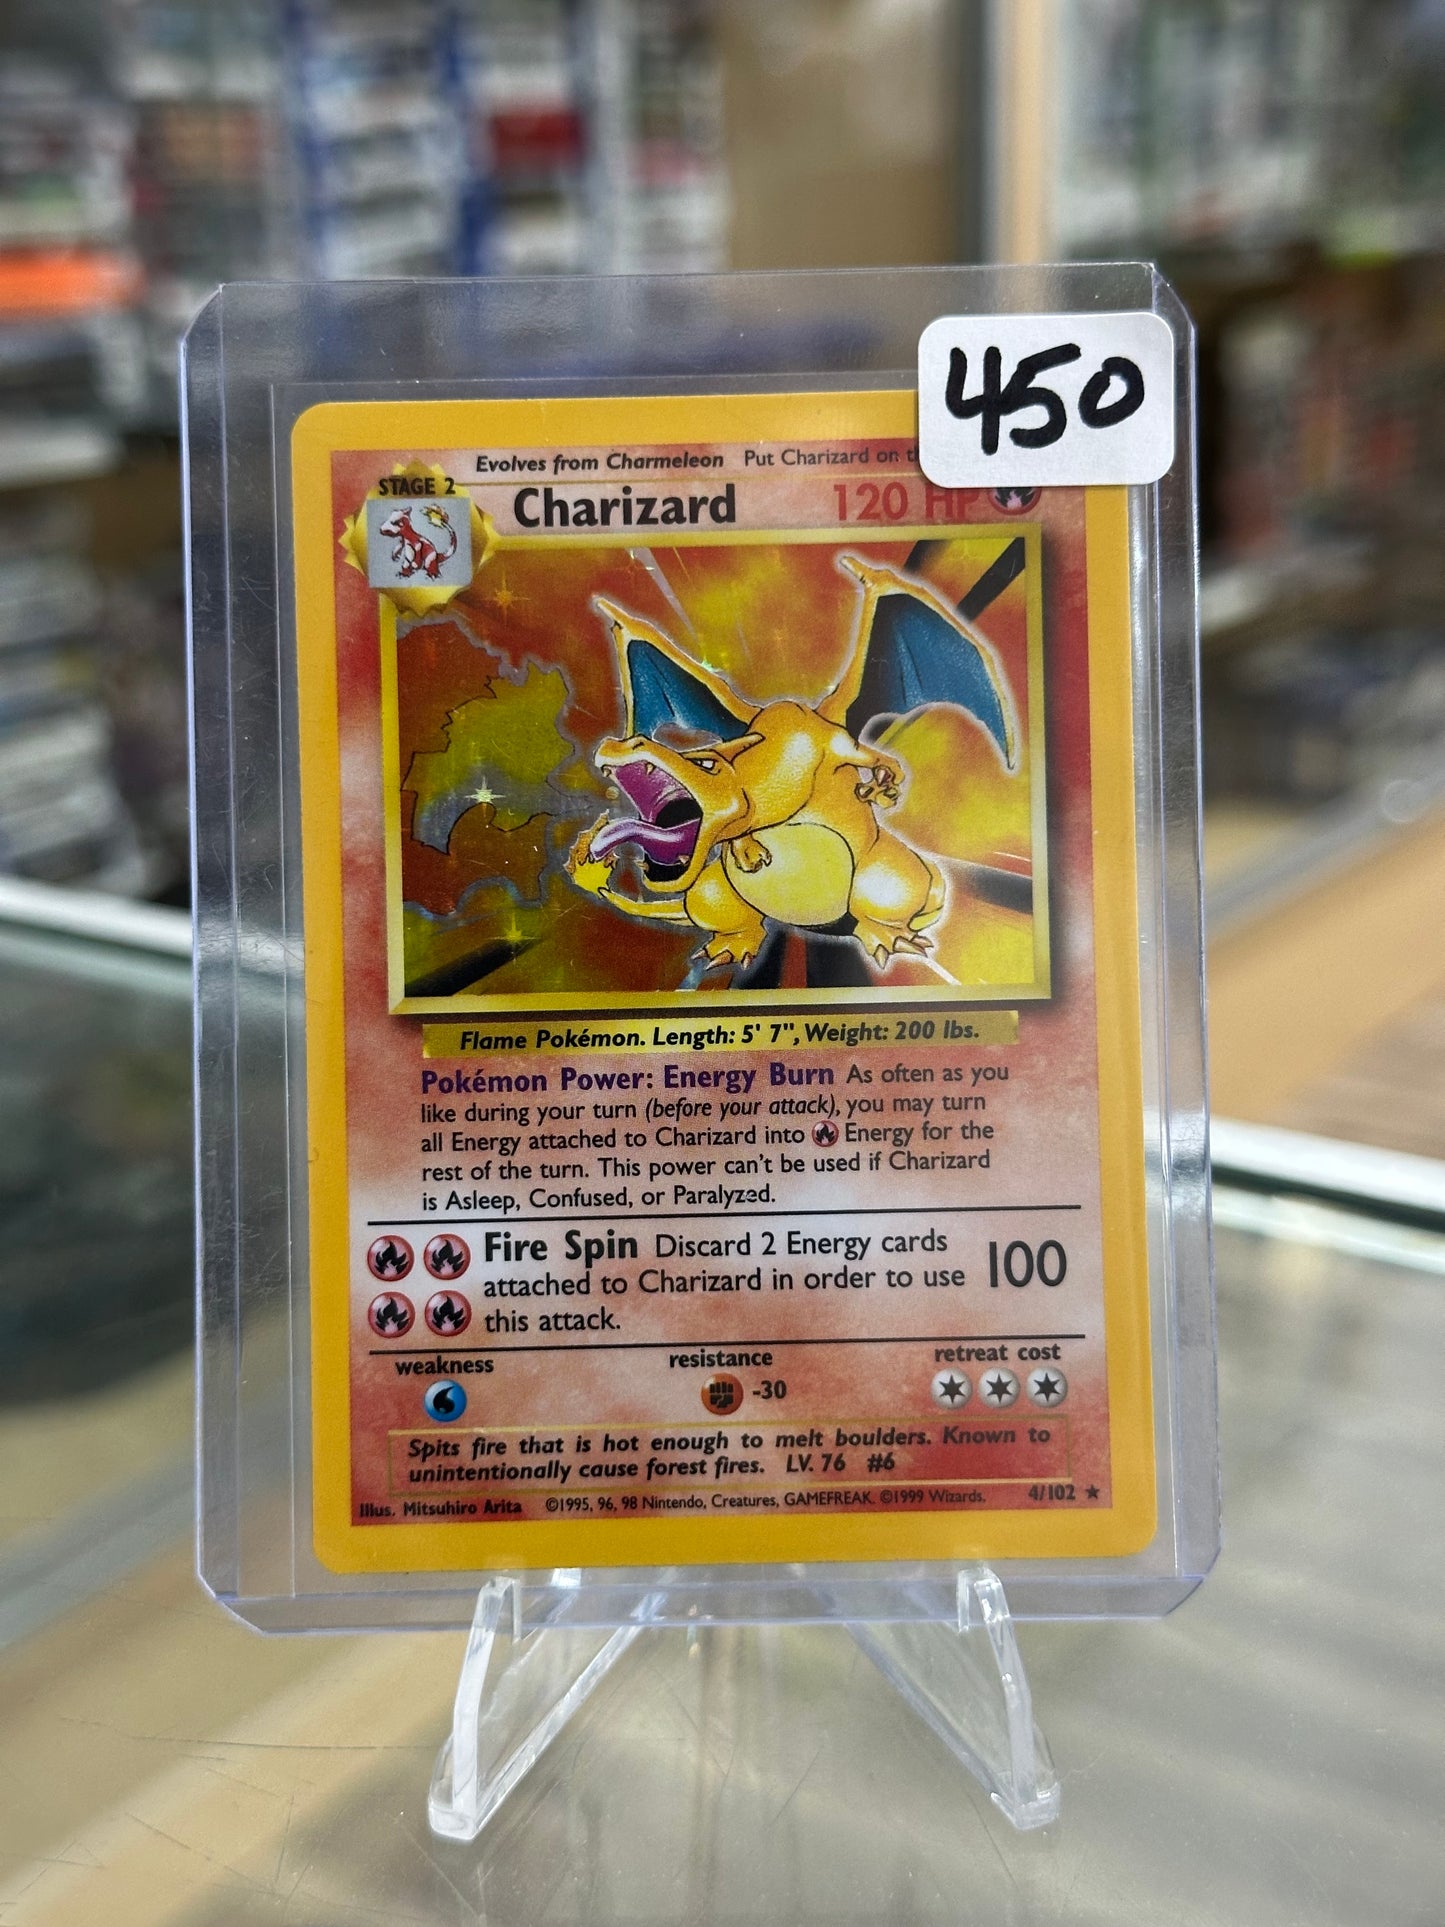 450
Evolves from Charmeleon Put Charizard on
STAGE 2
Charizard 120 HP
Flame Pokémon. Length: 5' 7", Weight: 200 lbs.
Pokémon Power: Energy Burn As often as you
like during your turn (before your attack), you may turn
all Energy attached to Charizard into Energy for the
rest of the turn. This power can't be used if Charizard
is Asleep, Confused, or Paralyzed.
Fire Spin Discard 2 Energy cards
attached to Charizard in order to use
this attack.
100
weakness resistance retreat cost
-30
Spits fire that is hot enough to melt boulders. Known to
unintentionally cause forest fires. LV. 76 #6
Illus. Mitsuhiro Arita ©1995, 96, 98 Nintendo, Creatures, GAMEFREAK. ©1999 Wizards. 4/102 ★